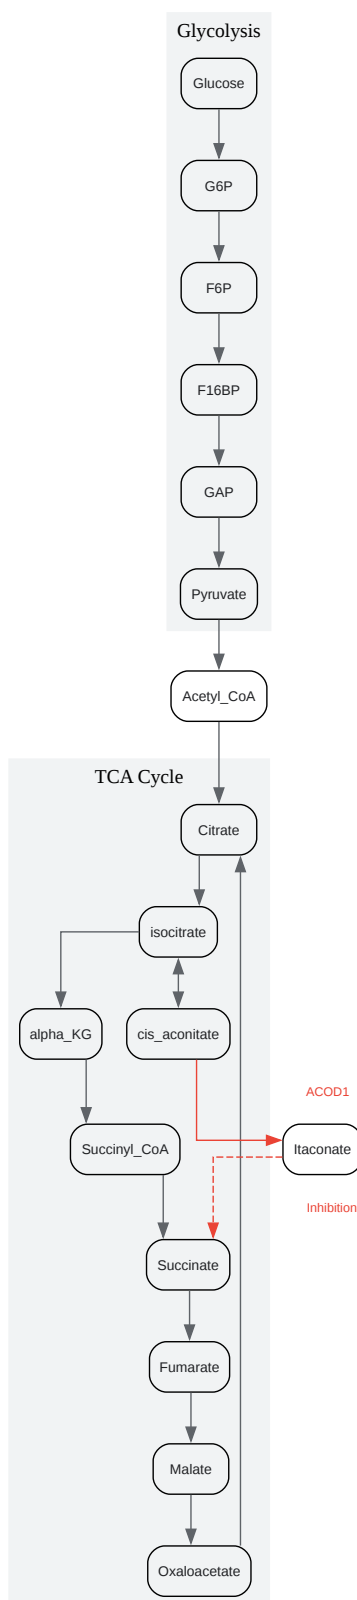 Glycolysis
Glucose
G6P
F6P
F16BP
GAP
Pyruvate
Acetyl_CoA
TCA Cycle
Citrate
isocitrate
alpha_KG
cis_aconitate
ACOD1
Succinyl_CoA
Itaconate
Inhibition
Succinate
Fumarate
Malate
Oxaloacetate